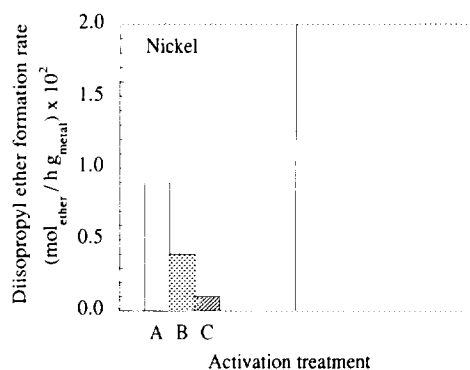 Diisopropyl ether formation rate
(mol_ether / h g_metal) x 10^2
2.0
1.5
1.0
0.5
0.0
Nickel
A B C
Activation treatment